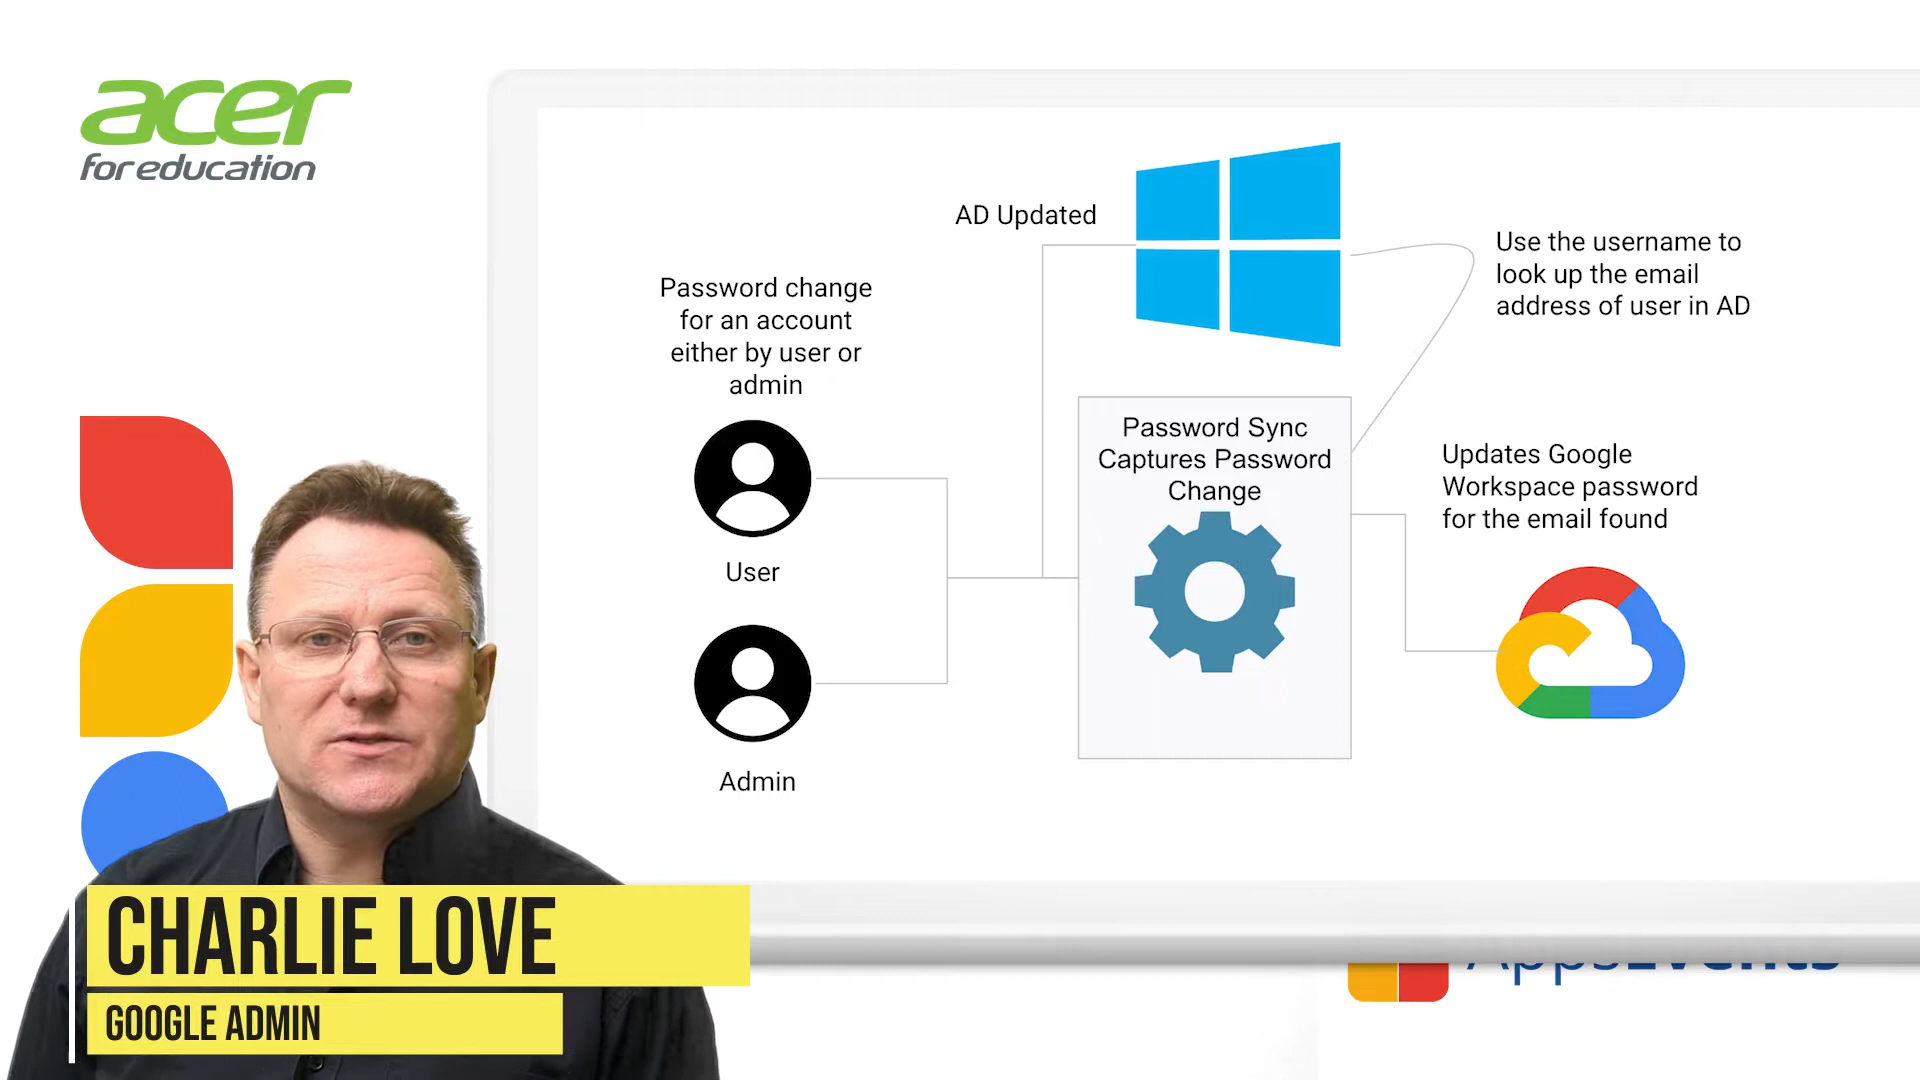 acer
for education
AD Updated
Use the username to
look up the email
address of user in AD
Password change
for an account
either by user or
admin
Password Sync
Captures Password
Change
Updates Google
Workspace password
for the email found
User
Admin
CHARLIE LOVE
GOOGLE ADMIN
AppsEvents